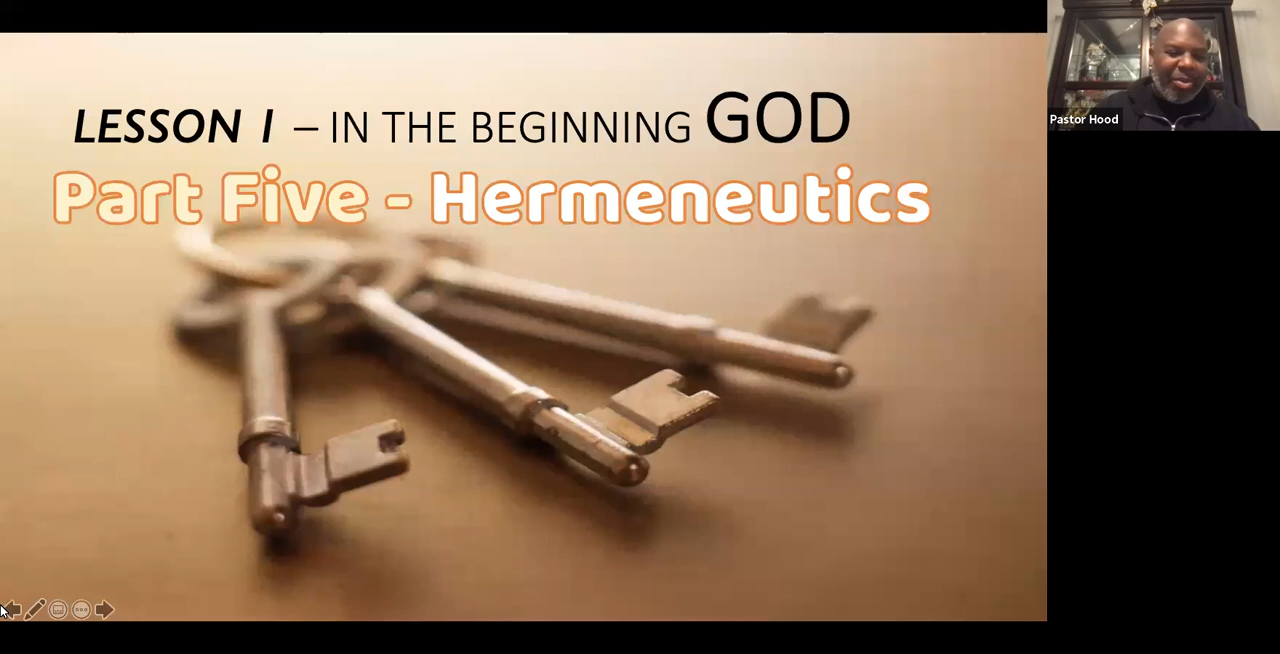 LESSON 1 – IN THE BEGINNING GOD
Part Five - Hermeneutics
Pastor Hood